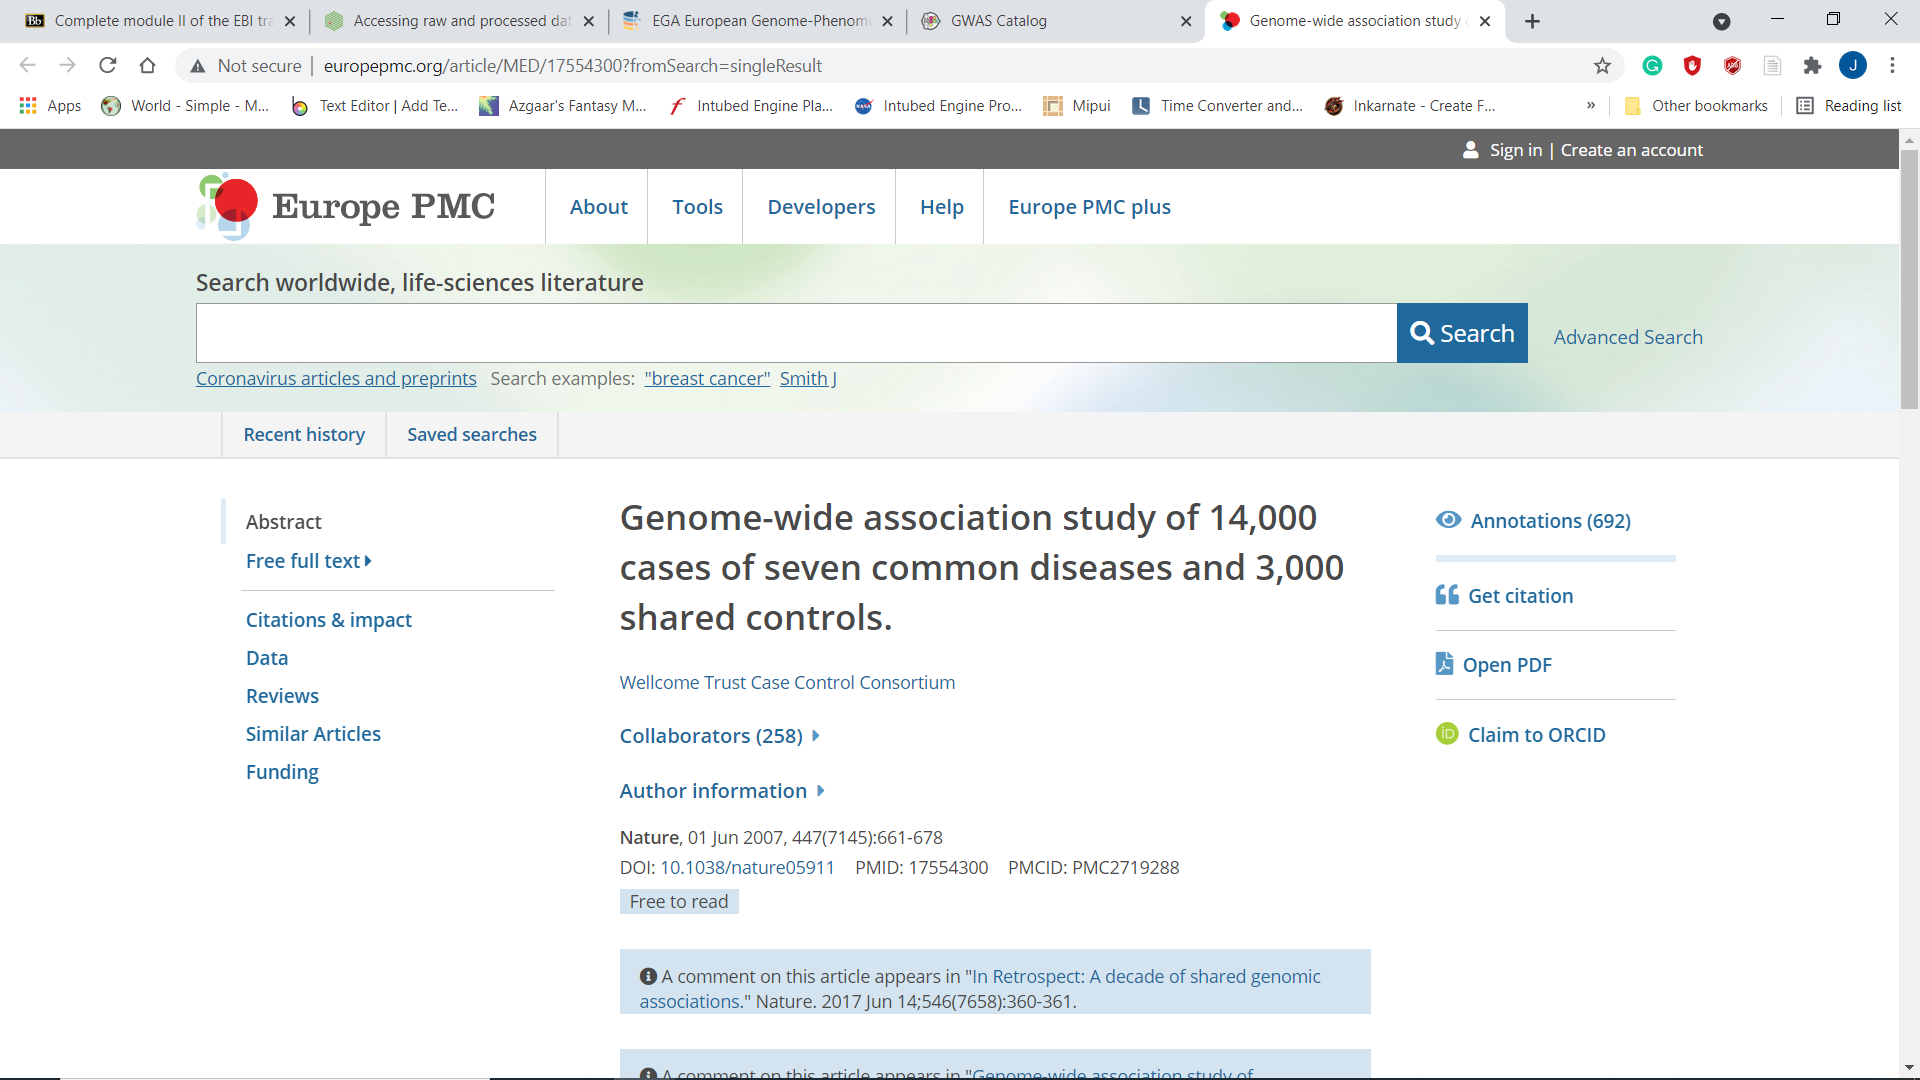 Complete module II of the EBI tra
Accessing raw and processed dat
EGA European Genome-Phenome
GWAS Catalog
Genome-wide association study
Not secure | europepmc.org/article/MED/17554300?fromSearch=singleResult
J
Apps
World - Simple - M...
Text Editor | Add Te...
Azgaar's Fantasy M...
Intubed Engine Pla...
Intubed Engine Pro...
Mipui
Time Converter and...
Inkarnate - Create F...
»
Other bookmarks
Reading list
Sign in | Create an account
Europe PMC
About
Tools
Developers
Help
Europe PMC plus
Search worldwide, life-sciences literature
Search
Advanced Search
Coronavirus articles and preprints Search examples: "breast cancer" Smith J
Recent history
Saved searches
Abstract
Free full text
Citations & impact
Data
Reviews
Similar Articles
Funding
Genome-wide association study of 14,000
cases of seven common diseases and 3,000
shared controls.
Wellcome Trust Case Control Consortium
Collaborators (258)
Author information
Nature, 01 Jun 2007, 447(7145):661-678
DOI: 10.1038/nature05911 PMID: 17554300 PMCID: PMC2719288
Free to read
A comment on this article appears in "In Retrospect: A decade of shared genomic
associations." Nature. 2017 Jun 14;546(7658):360-361.
A comment on this article appears in "Genome-wide association study of
Annotations (692)
Get citation
Open PDF
iD Claim to ORCID